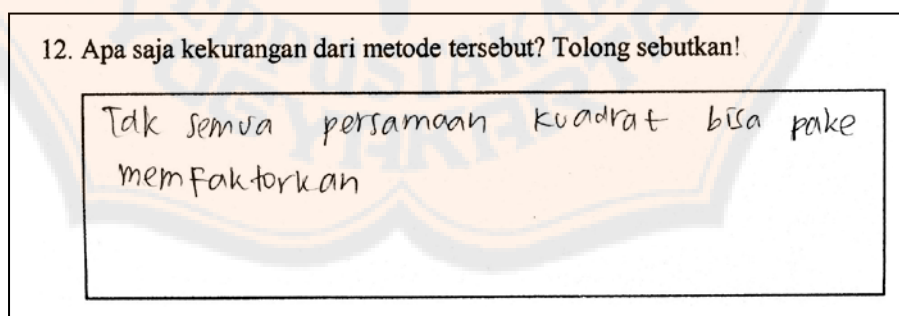 12. Apa saja kekurangan dari metode tersebut? Tolong sebutkan!
Tdk semua persamaan kuadrat bisa pake
memfaktorkan